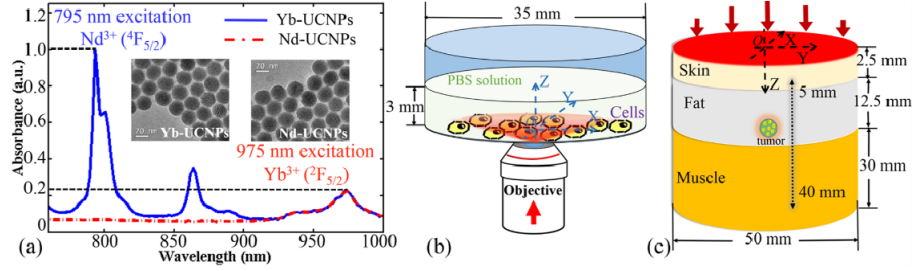 795 nm excitation
Nd³⁺ (⁴F₅/₂)
Yb-UCNPs
Nd-UCNPs
Absorbance (a.u.)
1.0
0.8
0.6
0.4
0.2
0
20 nm
Yb-UCNPs
20 nm
Nd-UCNPs
975 nm excitation
Yb³⁺ (²F₅/₂)
800
850
900
950
1000
Wavelength (nm)
(a)
35 mm
PBS solution
3 mm
Z
Y
X
Cells
Objective
(b)
O
X
Y
Z
Skin
2.5 mm
5 mm
Fat
12.5 mm
tumor
Muscle
30 mm
40 mm
50 mm
(c)